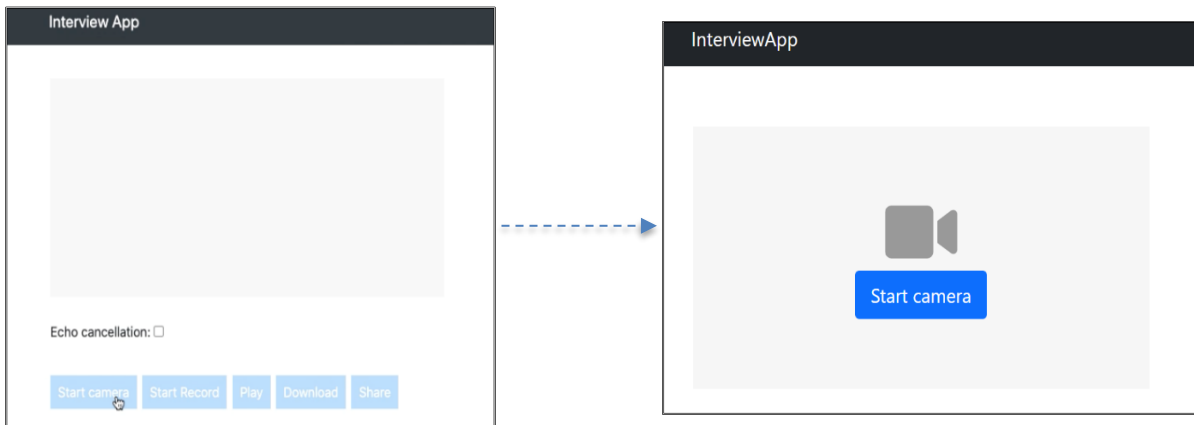 Interview App
Echo cancellation:
Start camera Start Record Play Download Share
InterviewApp
Start camera